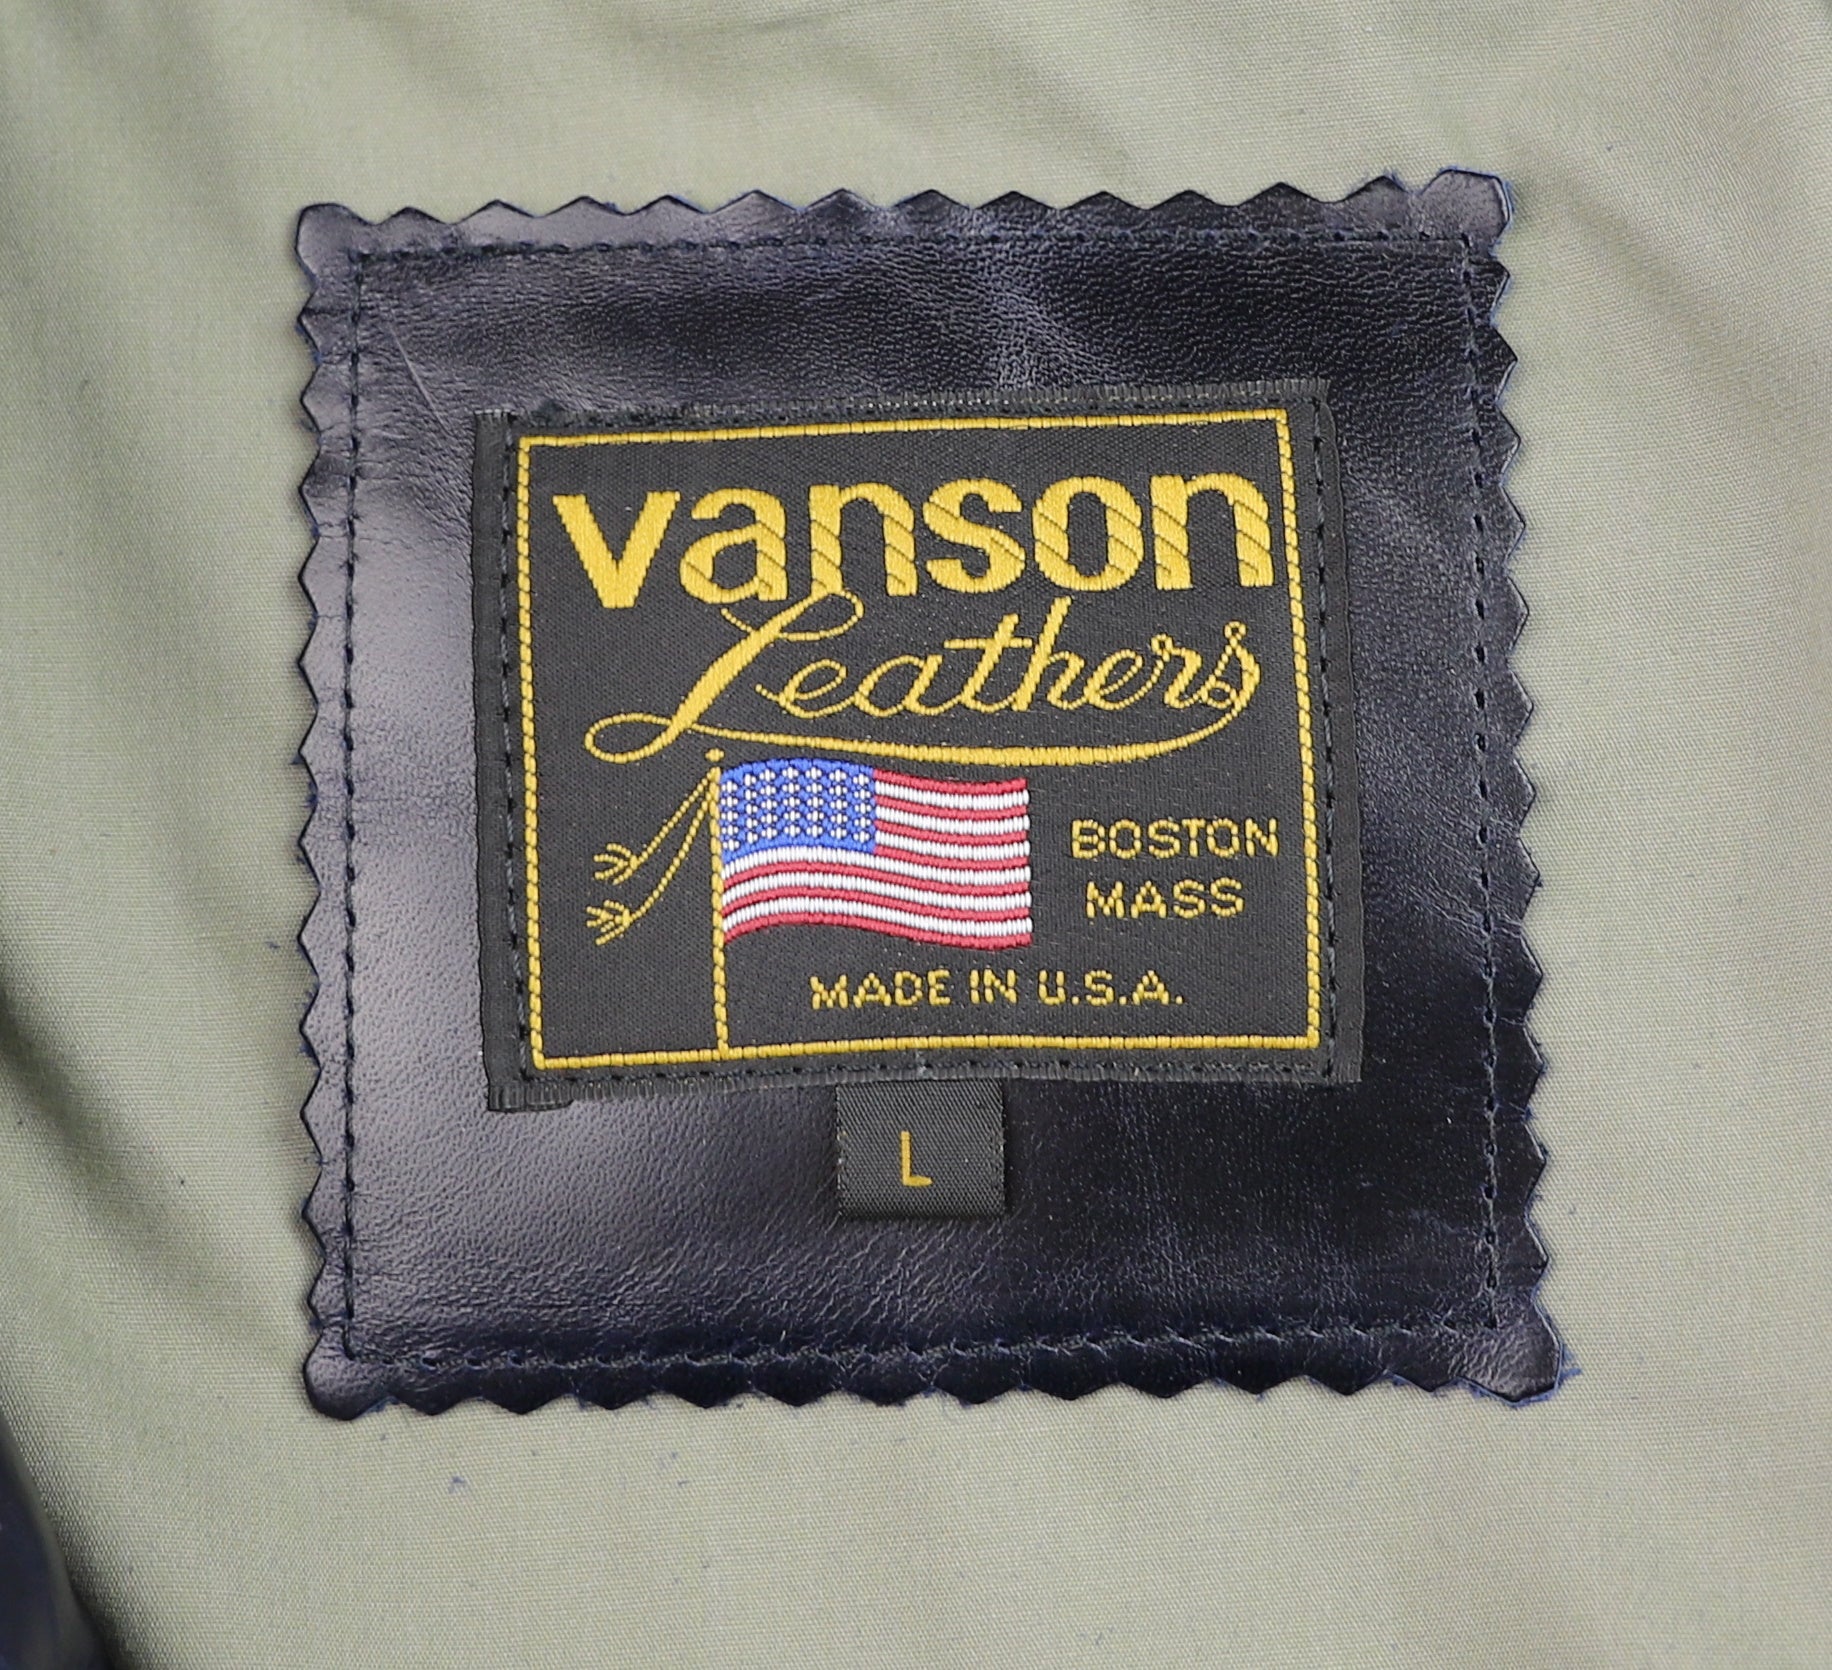 vanson
Leathers
BOSTON
MASS
MADE IN U.S.A.
L